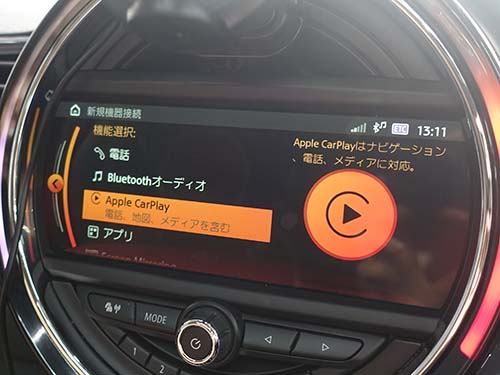 新規機器接続
ETC 13:11
機能選択:
電話
Bluetoothオーディオ
Apple CarPlay
電話、地図、メディアを含む
アプリ
Screen Mirroring
Apple CarPlayはナビゲーション
、電話、メディアに対応。
MODE
1
2